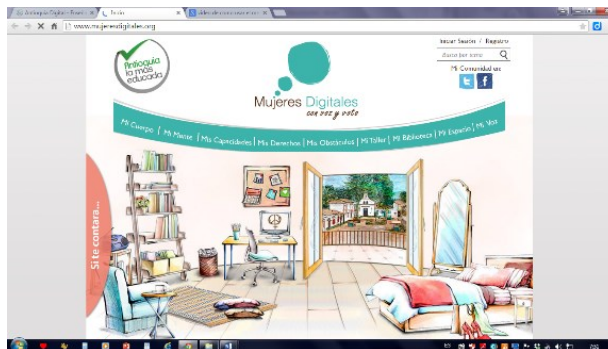 www.mujeresdigitales.org
Iniciar Sesión / Registro
Antioquia
la más
educada
Mi Comunidad en:
Mujeres Digitales
con voz y voto
Mi Cuerpo | Mi Mente | Mis Capacidades | Mis Derechos | Mis Obstáculos | Mi Taller | Mi Biblioteca | Mi Espacio | Mi Voz
Si te contara...